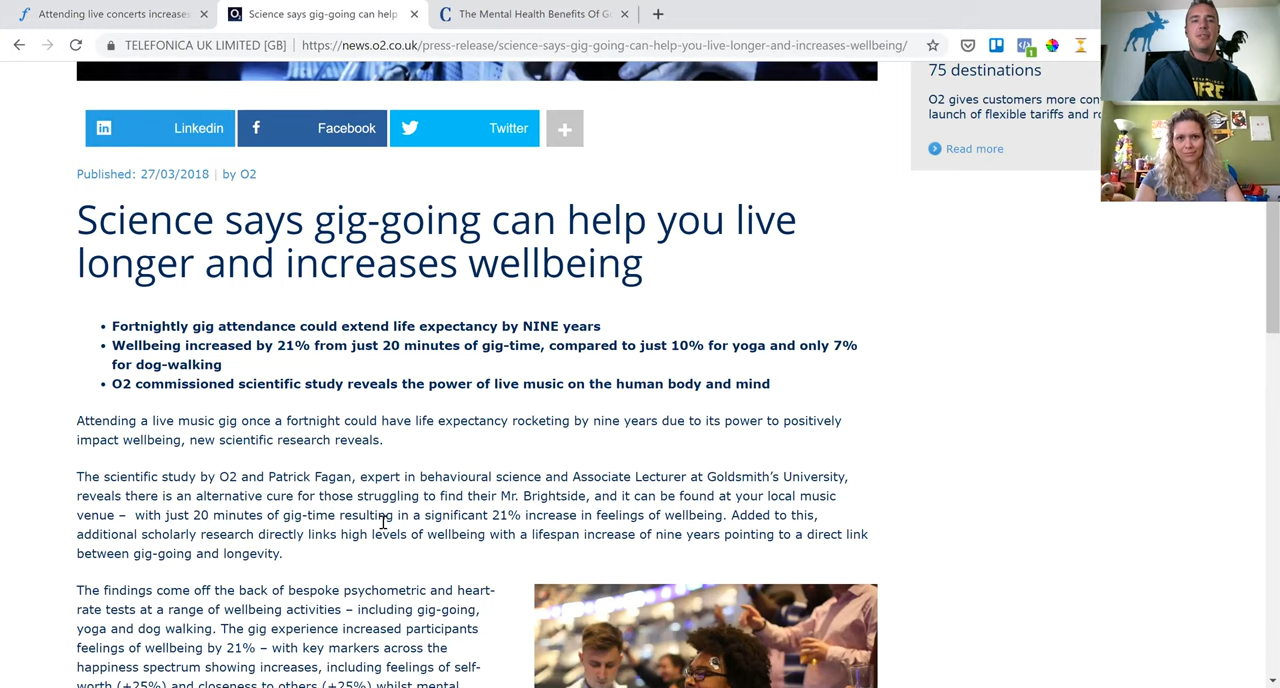 Attending live concerts increases
Science says gig-going can help
The Mental Health Benefits Of G
TELEFONICA UK LIMITED [GB] | https://news.o2.co.uk/press-release/science-says-gig-going-can-help-you-live-longer-and-increases-wellbeing/
1
75 destinations
O2 gives customers more con
launch of flexible tariffs and ro
Read more
Linkedin
Facebook
Twitter
Published: 27/03/2018 | by O2
Science says gig-going can help you live
longer and increases wellbeing
• Fortnightly gig attendance could extend life expectancy by NINE years
• Wellbeing increased by 21% from just 20 minutes of gig-time, compared to just 10% for yoga and only 7%
for dog-walking
• O2 commissioned scientific study reveals the power of live music on the human body and mind
Attending a live music gig once a fortnight could have life expectancy rocketing by nine years due to its power to positively
impact wellbeing, new scientific research reveals.
The scientific study by O2 and Patrick Fagan, expert in behavioural science and Associate Lecturer at Goldsmith's University,
reveals there is an alternative cure for those struggling to find their Mr. Brightside, and it can be found at your local music
venue – with just 20 minutes of gig-time resulting in a significant 21% increase in feelings of wellbeing. Added to this,
additional scholarly research directly links high levels of wellbeing with a lifespan increase of nine years pointing to a direct link
between gig-going and longevity.
The findings come off the back of bespoke psychometric and heart-
rate tests at a range of wellbeing activities – including gig-going,
yoga and dog walking. The gig experience increased participants
feelings of wellbeing by 21% – with key markers across the
happiness spectrum showing increases, including feelings of self-
worth (+25%) and closeness to others (+25%) whilst mental